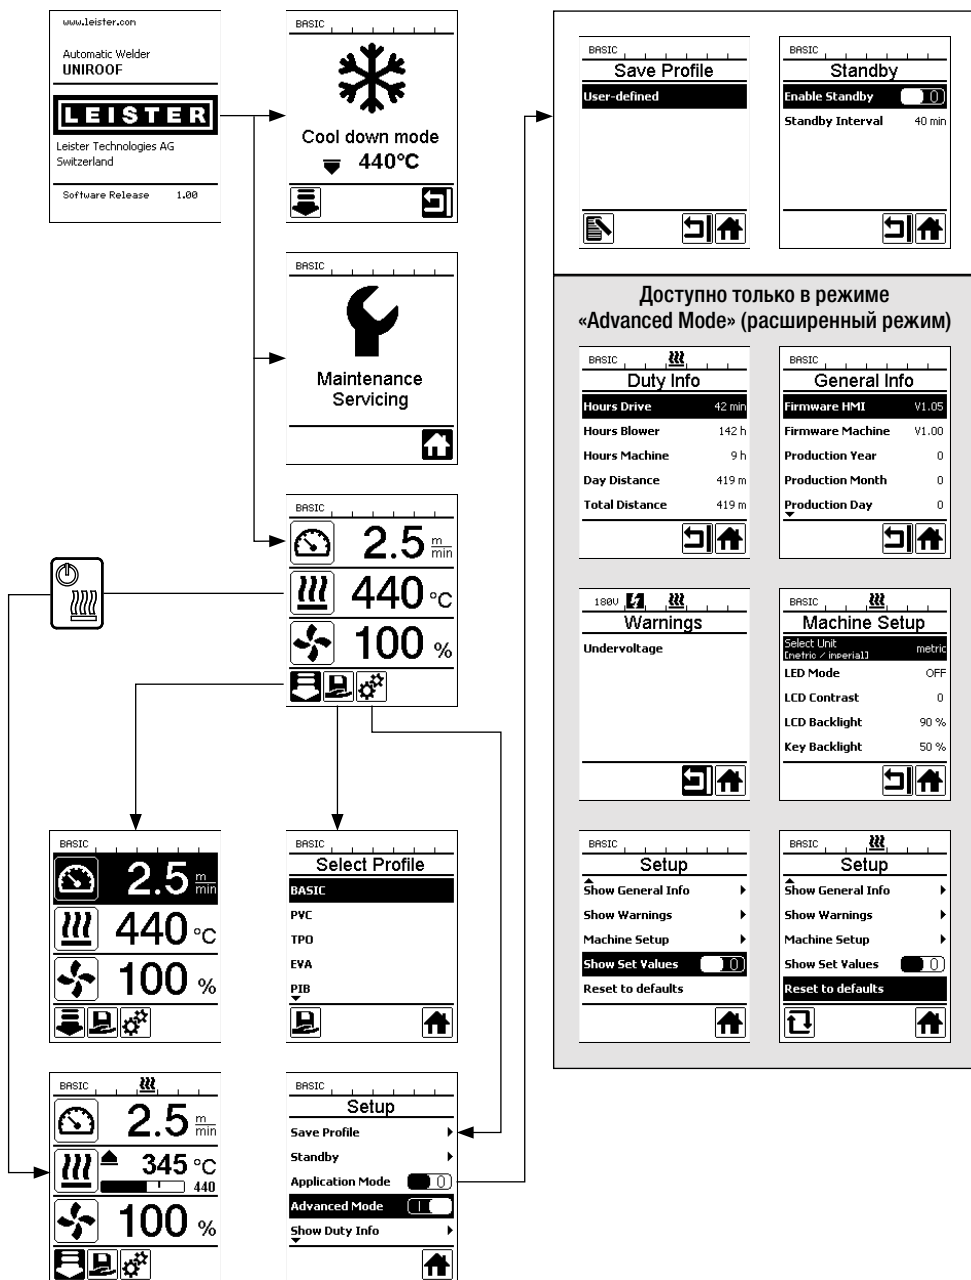 www.leister.com
Automatic Welder
UNIROOF
LEISTER
Leister Technologies AG
Switzerland
Software Release 1.00
BASIC
Cool down mode
440°C
BASIC
Maintenance
Servicing
BASIC
2.5 m/min
440 °C
100 %
BASIC
2.5 m/min
440 °C
100 %
BASIC
Select Profile
BASIC
PVC
TPO
EVA
PIB
BASIC
2.5 m/min
345 °C
440
100 %
BASIC
Setup
Save Profile
Standby
Application Mode 0
Advanced Mode I
Show Duty Info
BASIC
Save Profile
User-defined
BASIC
Standby
Enable Standby 0
Standby Interval 40 min
Доступно только в режиме
«Advanced Mode» (расширенный режим)
BASIC
Duty Info
Hours Drive 42 min
Hours Blower 142 h
Hours Machine 9 h
Day Distance 419 m
Total Distance 419 m
BASIC
General Info
Firmware HMI V1.05
Firmware Machine V1.00
Production Year 0
Production Month 0
Production Day 0
180V
Warnings
Undervoltage
BASIC
Machine Setup
Select Unit
[metric / inperial] metric
LED Mode OFF
LCD Contrast 0
LCD Backlight 90 %
Key Backlight 50 %
BASIC
Setup
Show General Info
Show Warnings
Machine Setup
Show Set Values 0
Reset to defaults
BASIC
Setup
Show General Info
Show Warnings
Machine Setup
Show Set Values 0
Reset to defaults